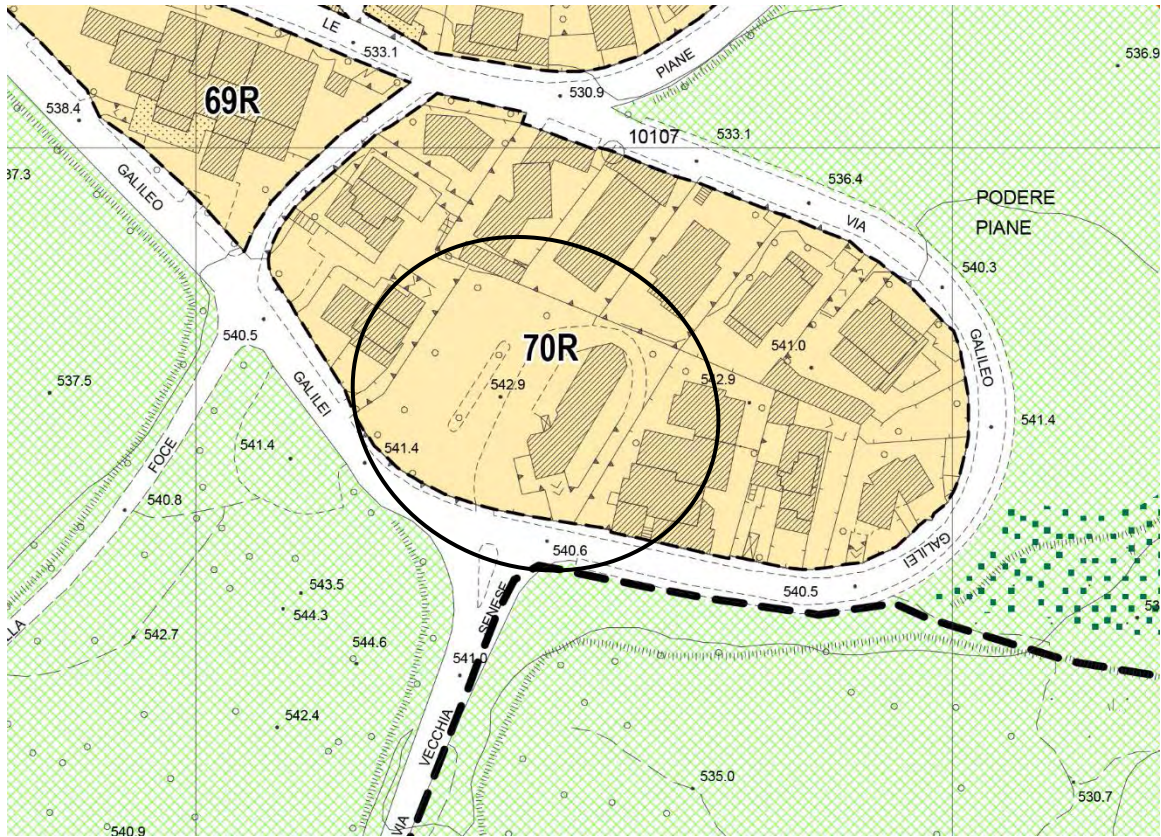 LE
533.1
PIANE
536.9
69R
530.9
538.4
10107
533.1
GALILEO
536.4
37.3
VIA
PODERE
PIANE
540.3
540.5
70R
541.0
GALILEO
537.5
GALILEI
542.9
542.9
541.4
541.4
541.4
FOCE
540.8
540.6
GALILEI
543.5
540.5
544.3
SENESE
542.7
544.6
541.0
542.4
VECCHIA
535.0
530.7
540.9
VIA